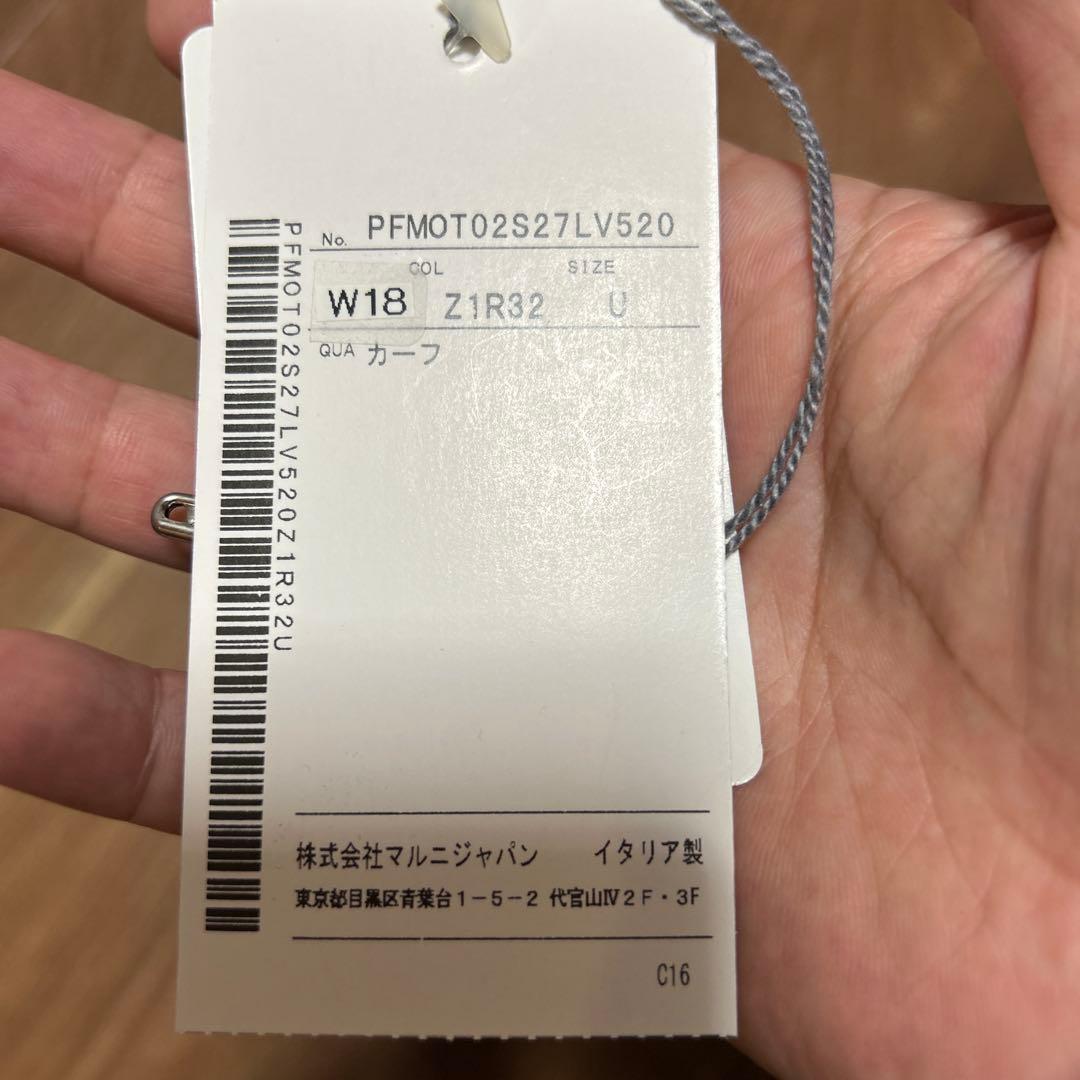 No. PFMOT02S27LV520
COL SIZE
W18 Z1R32 U
QUA カーフ
PFMOT02S27LV520Z1R32U
株式会社マルニジャパン イタリア製
東京都目黒区青葉台1-5-2 代官山Ⅳ2F・3F
C16